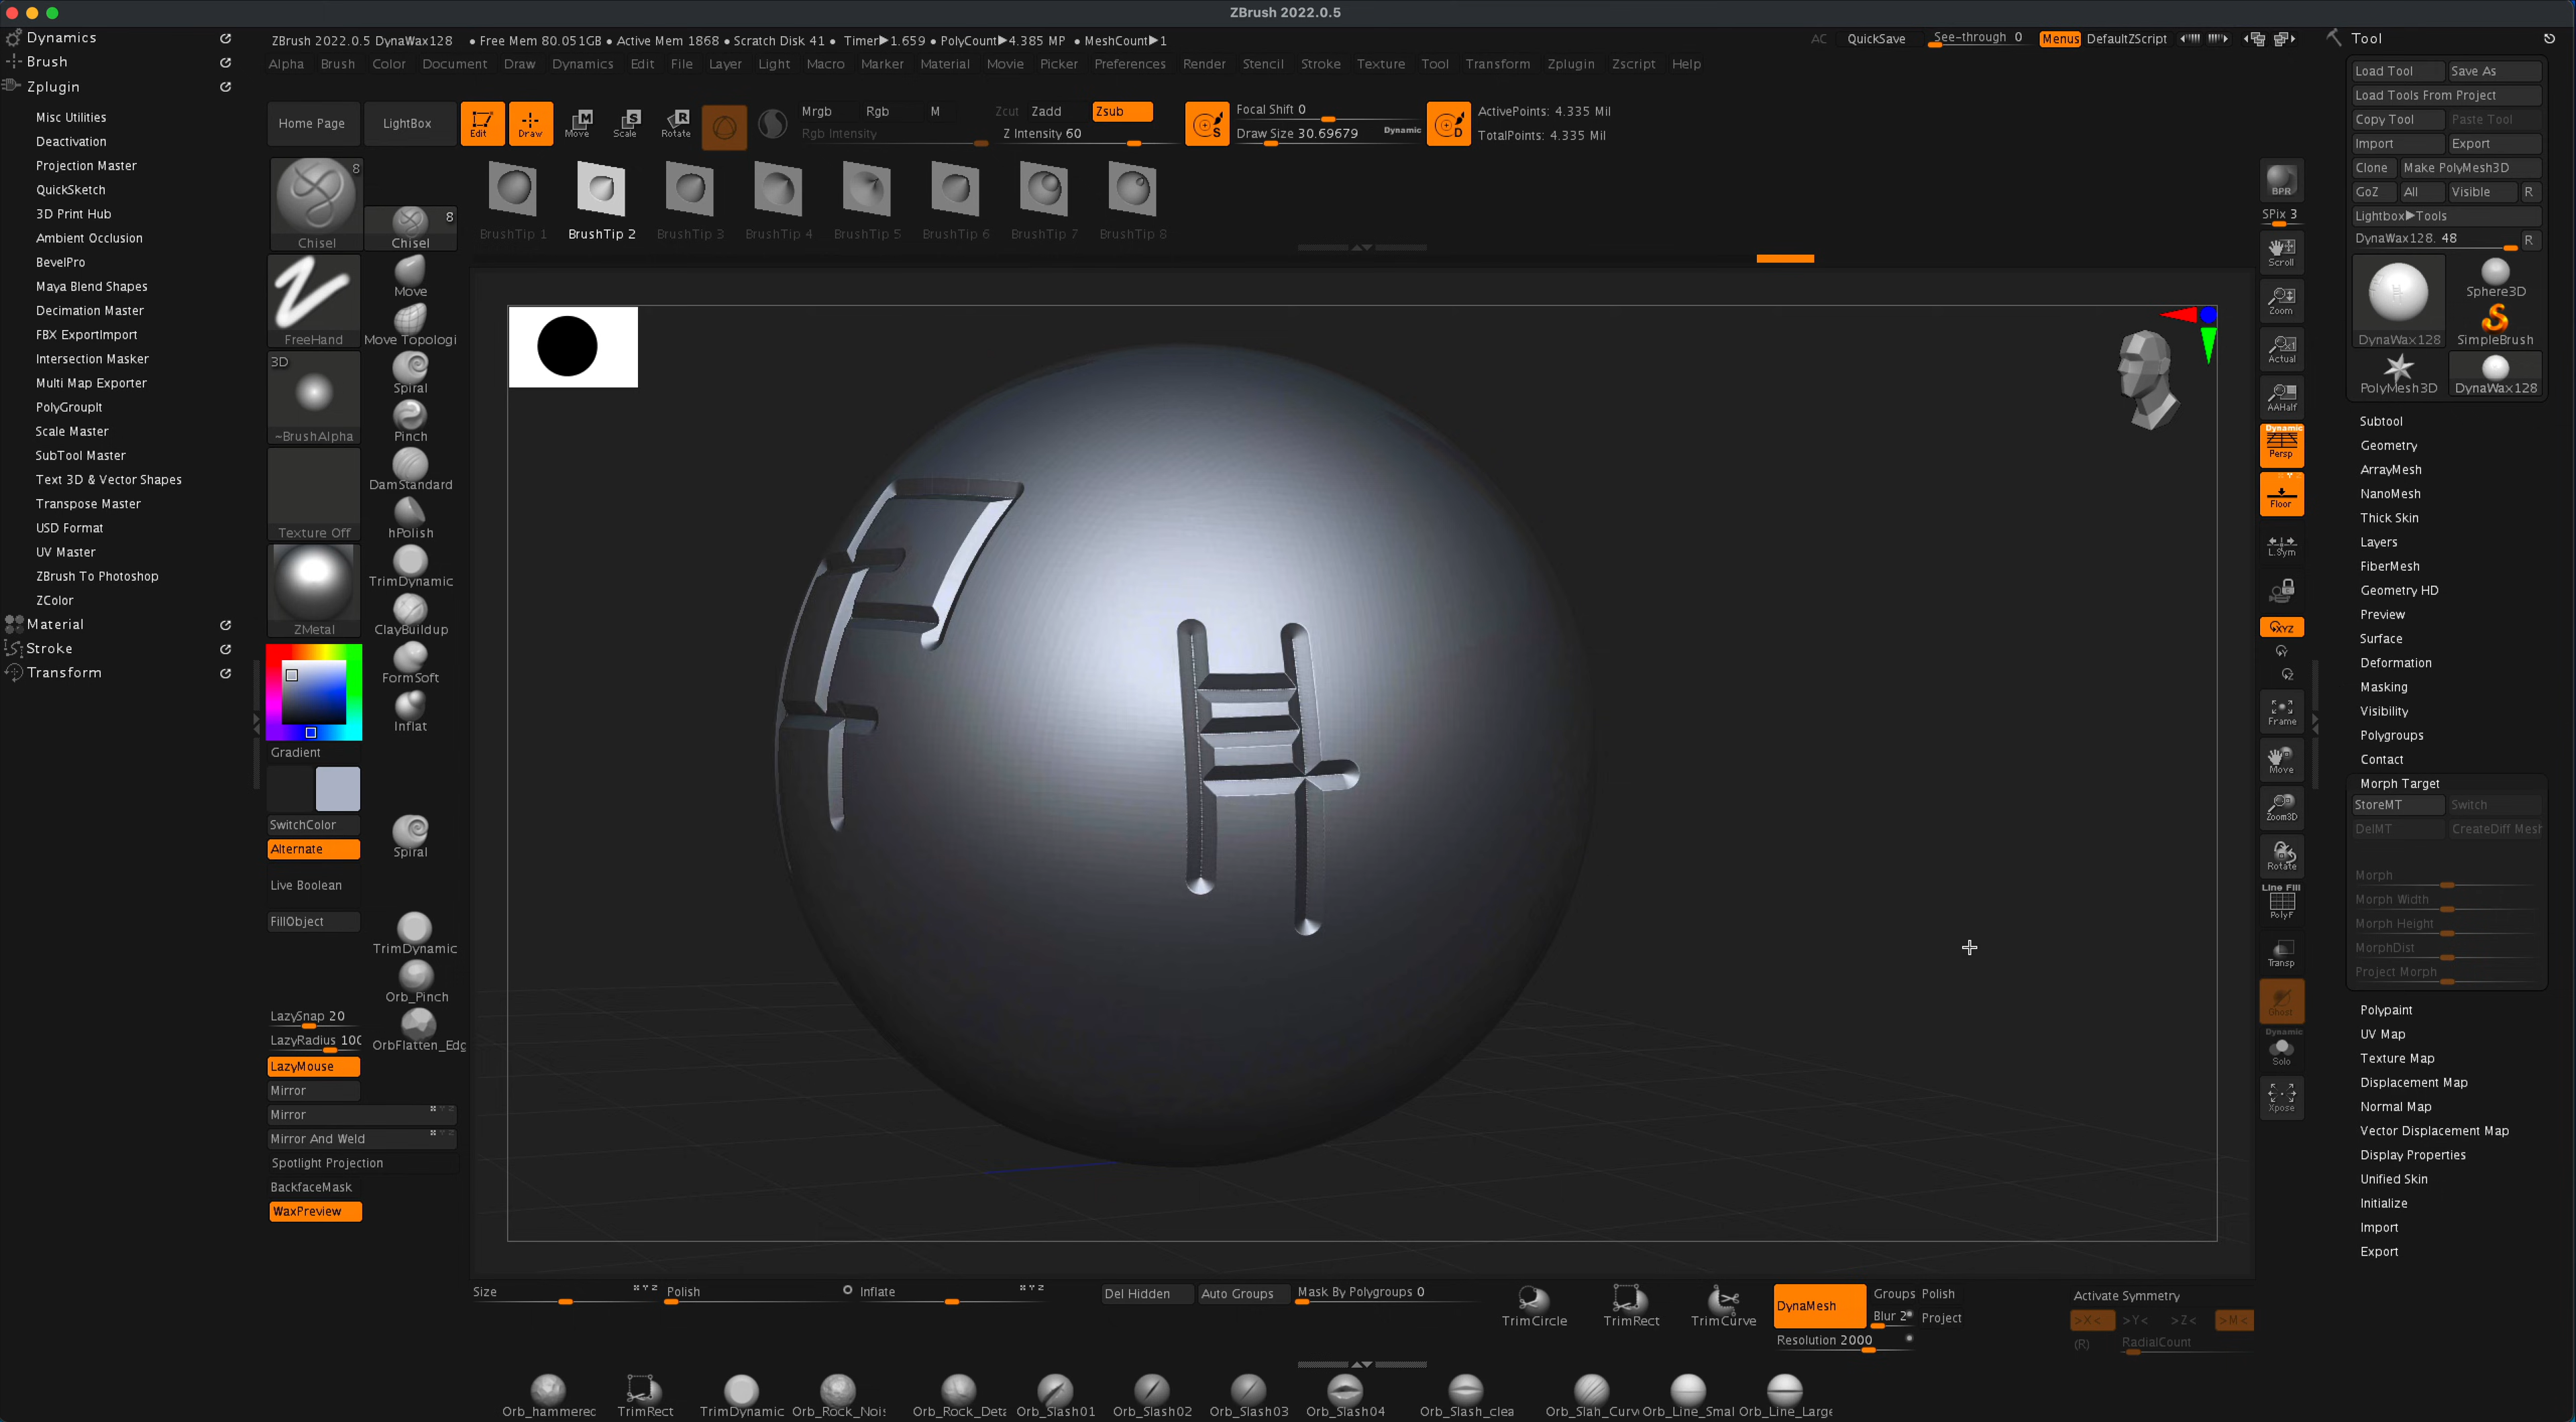 ZBrush 2022.0.5
Dynamics
Brush
Zplugin
Misc Utilities
Deactivation
Projection Master
QuickSketch
3D Print Hub
Ambient Occlusion
BevelPro
Maya Blend Shapes
Decimation Master
FBX ExportImport
Intersection Masker
Multi Map Exporter
PolyGroupIt
Scale Master
SubTool Master
Text 3D & Vector Shapes
Transpose Master
USD Format
UV Master
ZBrush To Photoshop
ZColor
Material
Stroke
Transform
ZBrush 2022.0.5 DynaWax128 • Free Mem 80.051GB • Active Mem 1868 • Scratch Disk 41 • Timer▶1.659 • PolyCount▶4.385 MP • MeshCount▶1
AC QuickSave See-through 0 Menus DefaultZScript
Alpha Brush Color Document Draw Dynamics Edit File Layer Light Macro Marker Material Movie Picker Preferences Render Stencil Stroke Texture Tool Transform Zplugin Zscript Help
Home Page LightBox Edit Draw Move Scale Rotate
Mrgb Rgb M Zcut Zadd Zsub
Rgb Intensity Z Intensity 60
Focal Shift 0
Draw Size 30.69679 Dynamic
ActivePoints: 4.335 Mil
TotalPoints: 4.335 Mil
BrushTip 1 BrushTip 2 BrushTip 3 BrushTip 4 BrushTip 5 BrushTip 6 BrushTip 7 BrushTip 8
8
Chisel
8
Chisel
FreeHand
3D
~BrushAlpha
Texture Off
ZMetal
Gradient
SwitchColor
Alternate
Live Boolean
FillObject
LazySnap 20
LazyRadius 100
LazyMouse
Mirror
Mirror
Mirror And Weld
Spotlight Projection
BackfaceMask
WaxPreview
Move
Move Topologi
Spiral
Pinch
DamStandard
hPolish
TrimDynamic
ClayBuildup
FormSoft
Inflat
Spiral
TrimDynamic
Orb_Pinch
OrbFlatten_Edg
BPR
SPix 3
Scroll
Zoom
Actual
AAHalf
Dynamic
Persp
Floor
L.Sym
XYZ
Frame
Move
Zoom3D
Rotate
Line Fill
PolyF
Transp
Ghost
Dynamic
Solo
Xpose
Tool
Load Tool Save As
Load Tools From Project
Copy Tool Paste Tool
Import Export
Clone Make PolyMesh3D
GoZ All Visible R
Lightbox▶Tools
DynaWax128. 48 R
DynaWax128
Sphere3D
SimpleBrush
PolyMesh3D
DynaWax128
Subtool
Geometry
ArrayMesh
NanoMesh
Thick Skin
Layers
FiberMesh
Geometry HD
Preview
Surface
Deformation
Masking
Visibility
Polygroups
Contact
Morph Target
StoreMT Switch
DelMT CreateDiff Mesh
Morph
Morph Width
Morph Height
MorphDist
Project Morph
Polypaint
UV Map
Texture Map
Displacement Map
Normal Map
Vector Displacement Map
Display Properties
Unified Skin
Initialize
Import
Export
Size Polish Inflate
Del Hidden Auto Groups Mask By Polygroups 0
TrimCircle TrimRect TrimCurve
DynaMesh
Groups Polish
Blur 2 Project
Resolution 2000
Activate Symmetry
>X< >Y< >Z< >M<
(R) RadialCount
Orb_hammerec TrimRect TrimDynamic Orb_Rock_Nois Orb_Rock_Deta Orb_Slash01 Orb_Slash02 Orb_Slash03 Orb_Slash04 Orb_Slash_clea Orb_Slah_Curv Orb_Line_Smal Orb_Line_Large